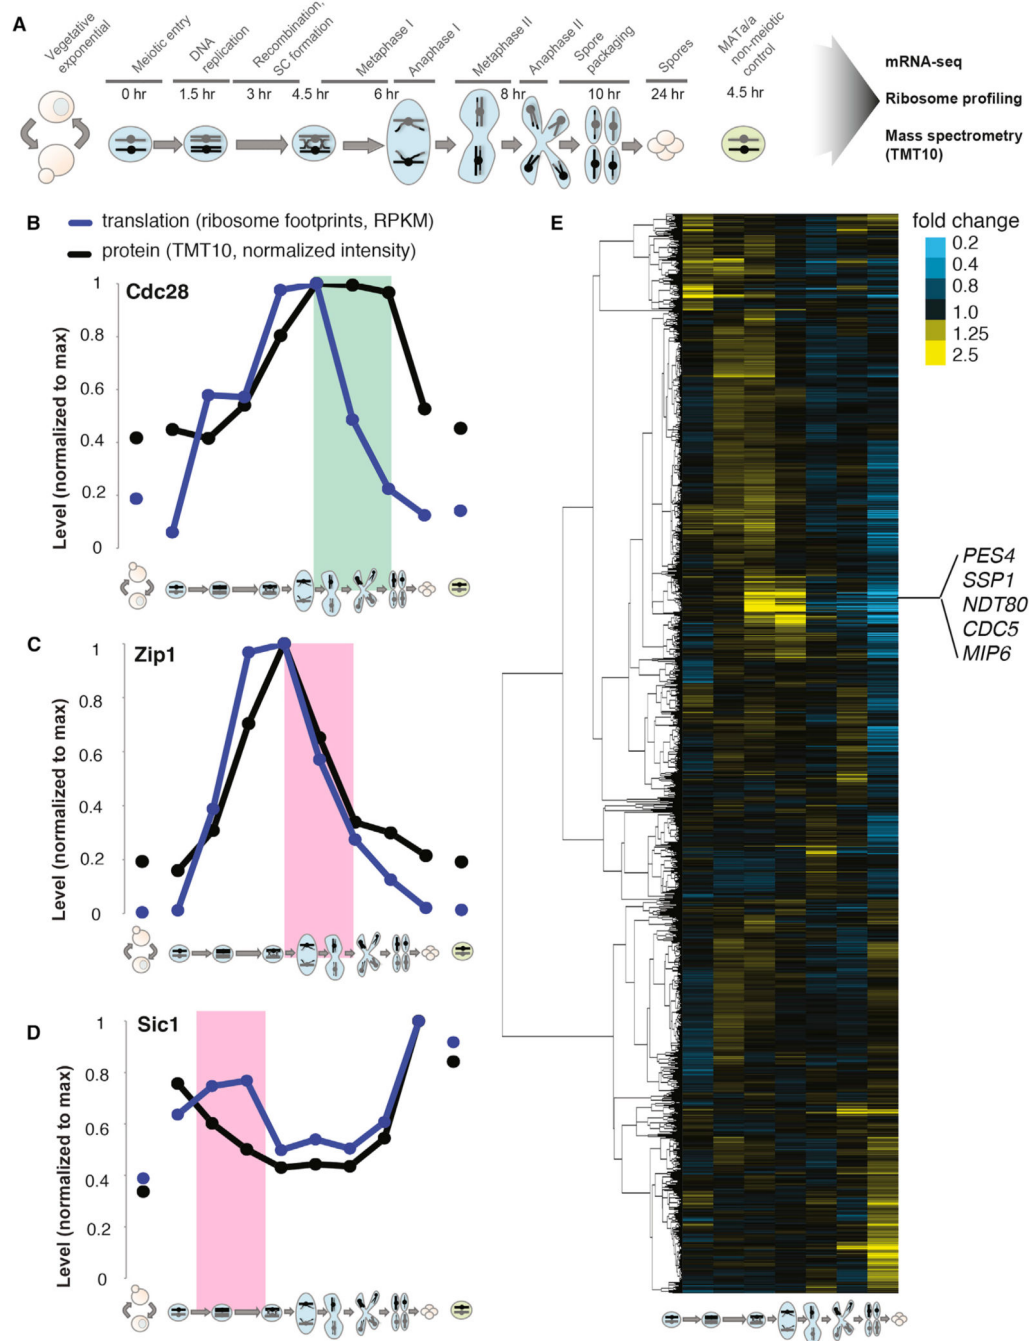 A
Vegetative
exponential
Meiotic entry
DNA
replication
Recombination,
SC formation
Metaphase I
Anaphase I
Metaphase II
Anaphase II
Spore
packaging
Spores
MATa/a
non-meiotic
control
0 hr
1.5 hr
3 hr
4.5 hr
6 hr
8 hr
10 hr
24 hr
4.5 hr
mRNA-seq
Ribosome profiling
Mass spectrometry
(TMT10)
B
translation (ribosome footprints, RPKM)
protein (TMT10, normalized intensity)
Cdc28
Level (normalized to max)
1
0.8
0.6
0.4
0.2
0
C
Zip1
Level (normalized to max)
1
0.8
0.6
0.4
0.2
0
D
Sic1
Level (normalized to max)
1
0.8
0.6
0.4
0.2
0
E
fold change
0.2
0.4
0.8
1.0
1.25
2.5
PES4
SSP1
NDT80
CDC5
MIP6